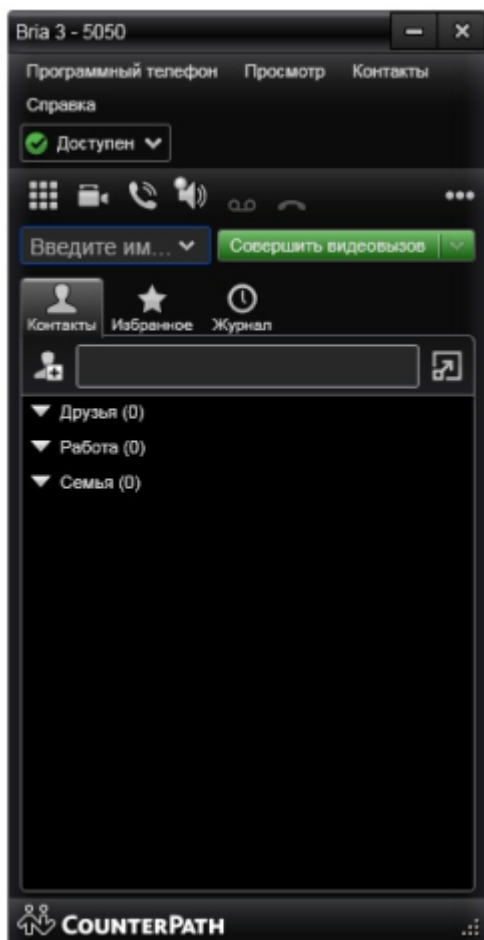 Bria 3 - 5050
Программный телефон Просмотр Контакты
Справка
Доступен
Введите им... Совершить видеовызов
Контакты Избранное Журнал
Друзья (0)
Работа (0)
Семья (0)
COUNTERPATH